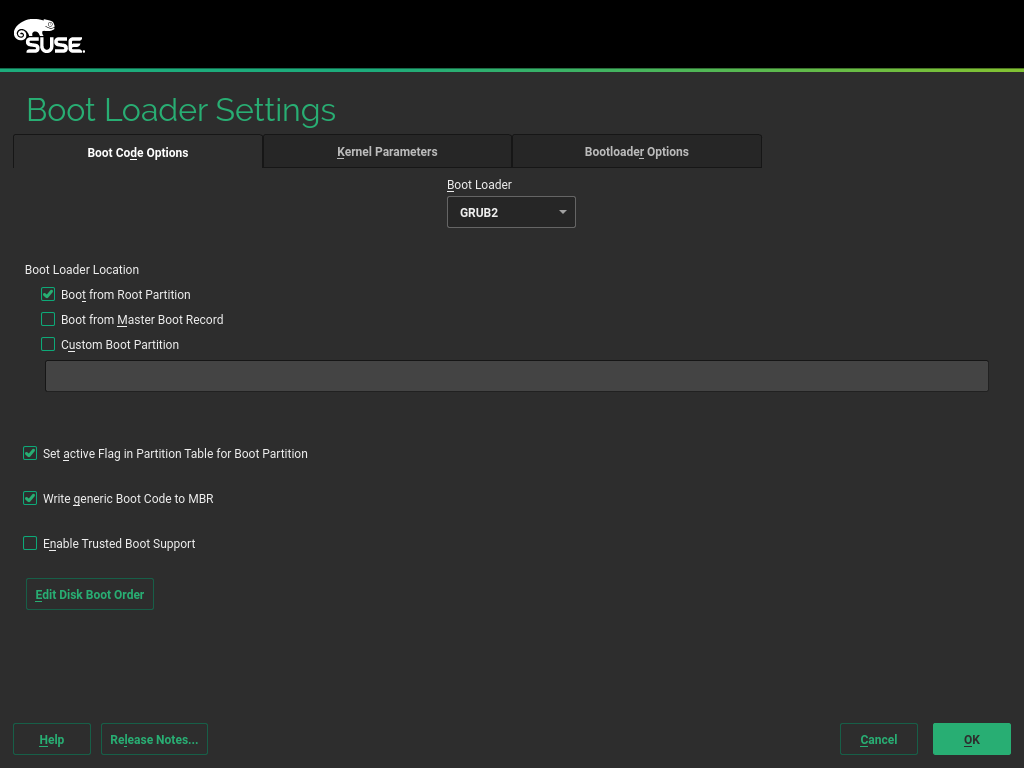 SUSE.
Boot Loader Settings
Boot Code Options
Kernel Parameters
Bootloader Options
Boot Loader
GRUB2
Boot Loader Location
Boot from Root Partition
Boot from Master Boot Record
Custom Boot Partition
Set active Flag in Partition Table for Boot Partition
Write generic Boot Code to MBR
Enable Trusted Boot Support
Edit Disk Boot Order
Help
Release Notes...
Cancel
OK